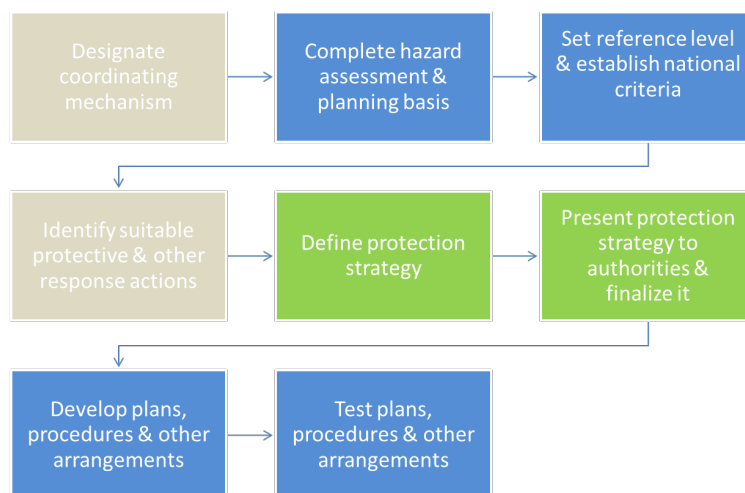 Designate
coordinating
mechanism
Complete hazard
assessment &
planning basis
Set reference level
& establish national
criteria
Identify suitable
protective & other
response actions
Define protection
strategy
Present protection
strategy to
authorities &
finalize it
Develop plans,
procedures & other
arrangements
Test plans,
procedures & other
arrangements